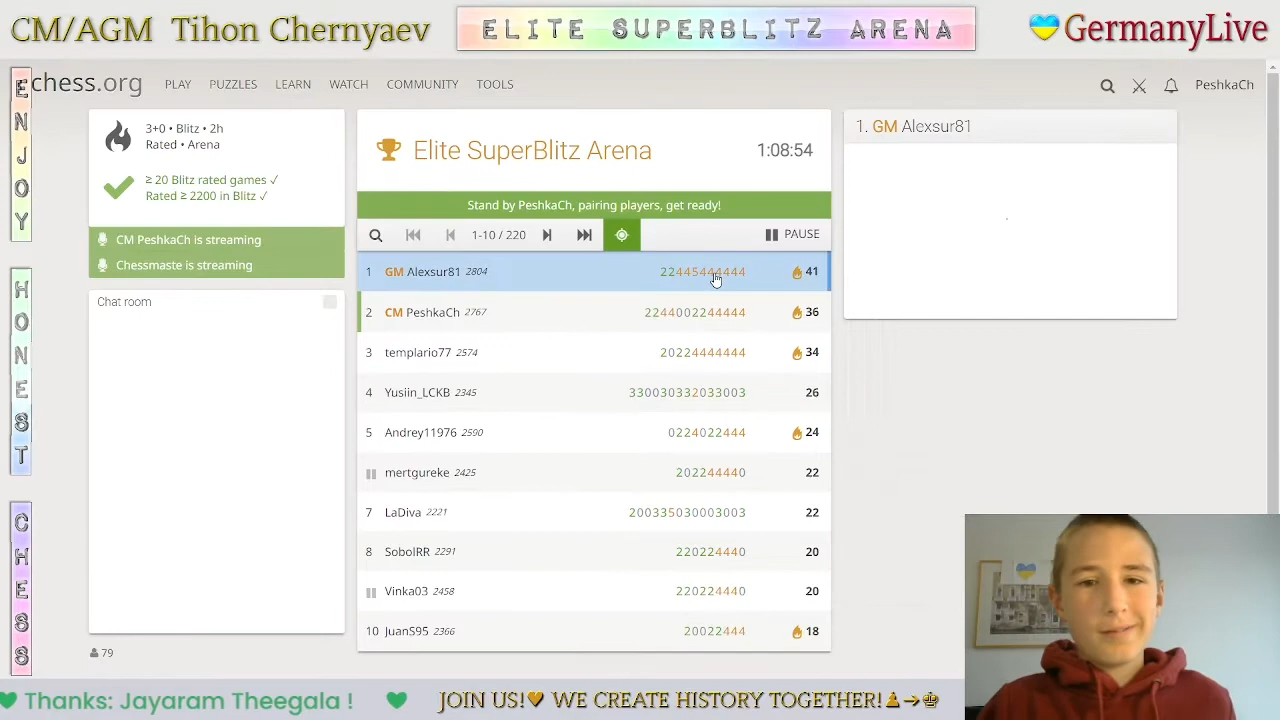 CM/AGM Tihon Chernyaev
ELITE SUPERBLITZ ARENA
GermanyLive
chess.org
PLAY PUZZLES LEARN WATCH COMMUNITY TOOLS
PeshkaCh
ENJOY
HONEST
CHESS
3+0 • Blitz • 2h
Rated • Arena
≥ 20 Blitz rated games ✓
Rated ≥ 2200 in Blitz ✓
CM PeshkaCh is streaming
Chessmaste is streaming
Chat room
79
Elite SuperBlitz Arena 1:08:54
Stand by PeshkaCh, pairing players, get ready!
1-10 / 220 PAUSE
1 GM Alexsur81 2804 22445444444 41
2 CM PeshkaCh 2767 2244002244444 36
3 templario77 2574 20224444444 34
4 Yusiin_LCKB 2345 330030332033003 26
5 Andrey11976 2590 0224022444 24
mertgureke 2425 202244440 22
7 LaDiva 2221 200335030003003 22
8 SobolRR 2291 220224440 20
Vinka03 2458 220224440 20
10 JuanS95 2366 20022444 18
1. GM Alexsur81
Thanks: Jayaram Theegala !
JOIN US! WE CREATE HISTORY TOGETHER!